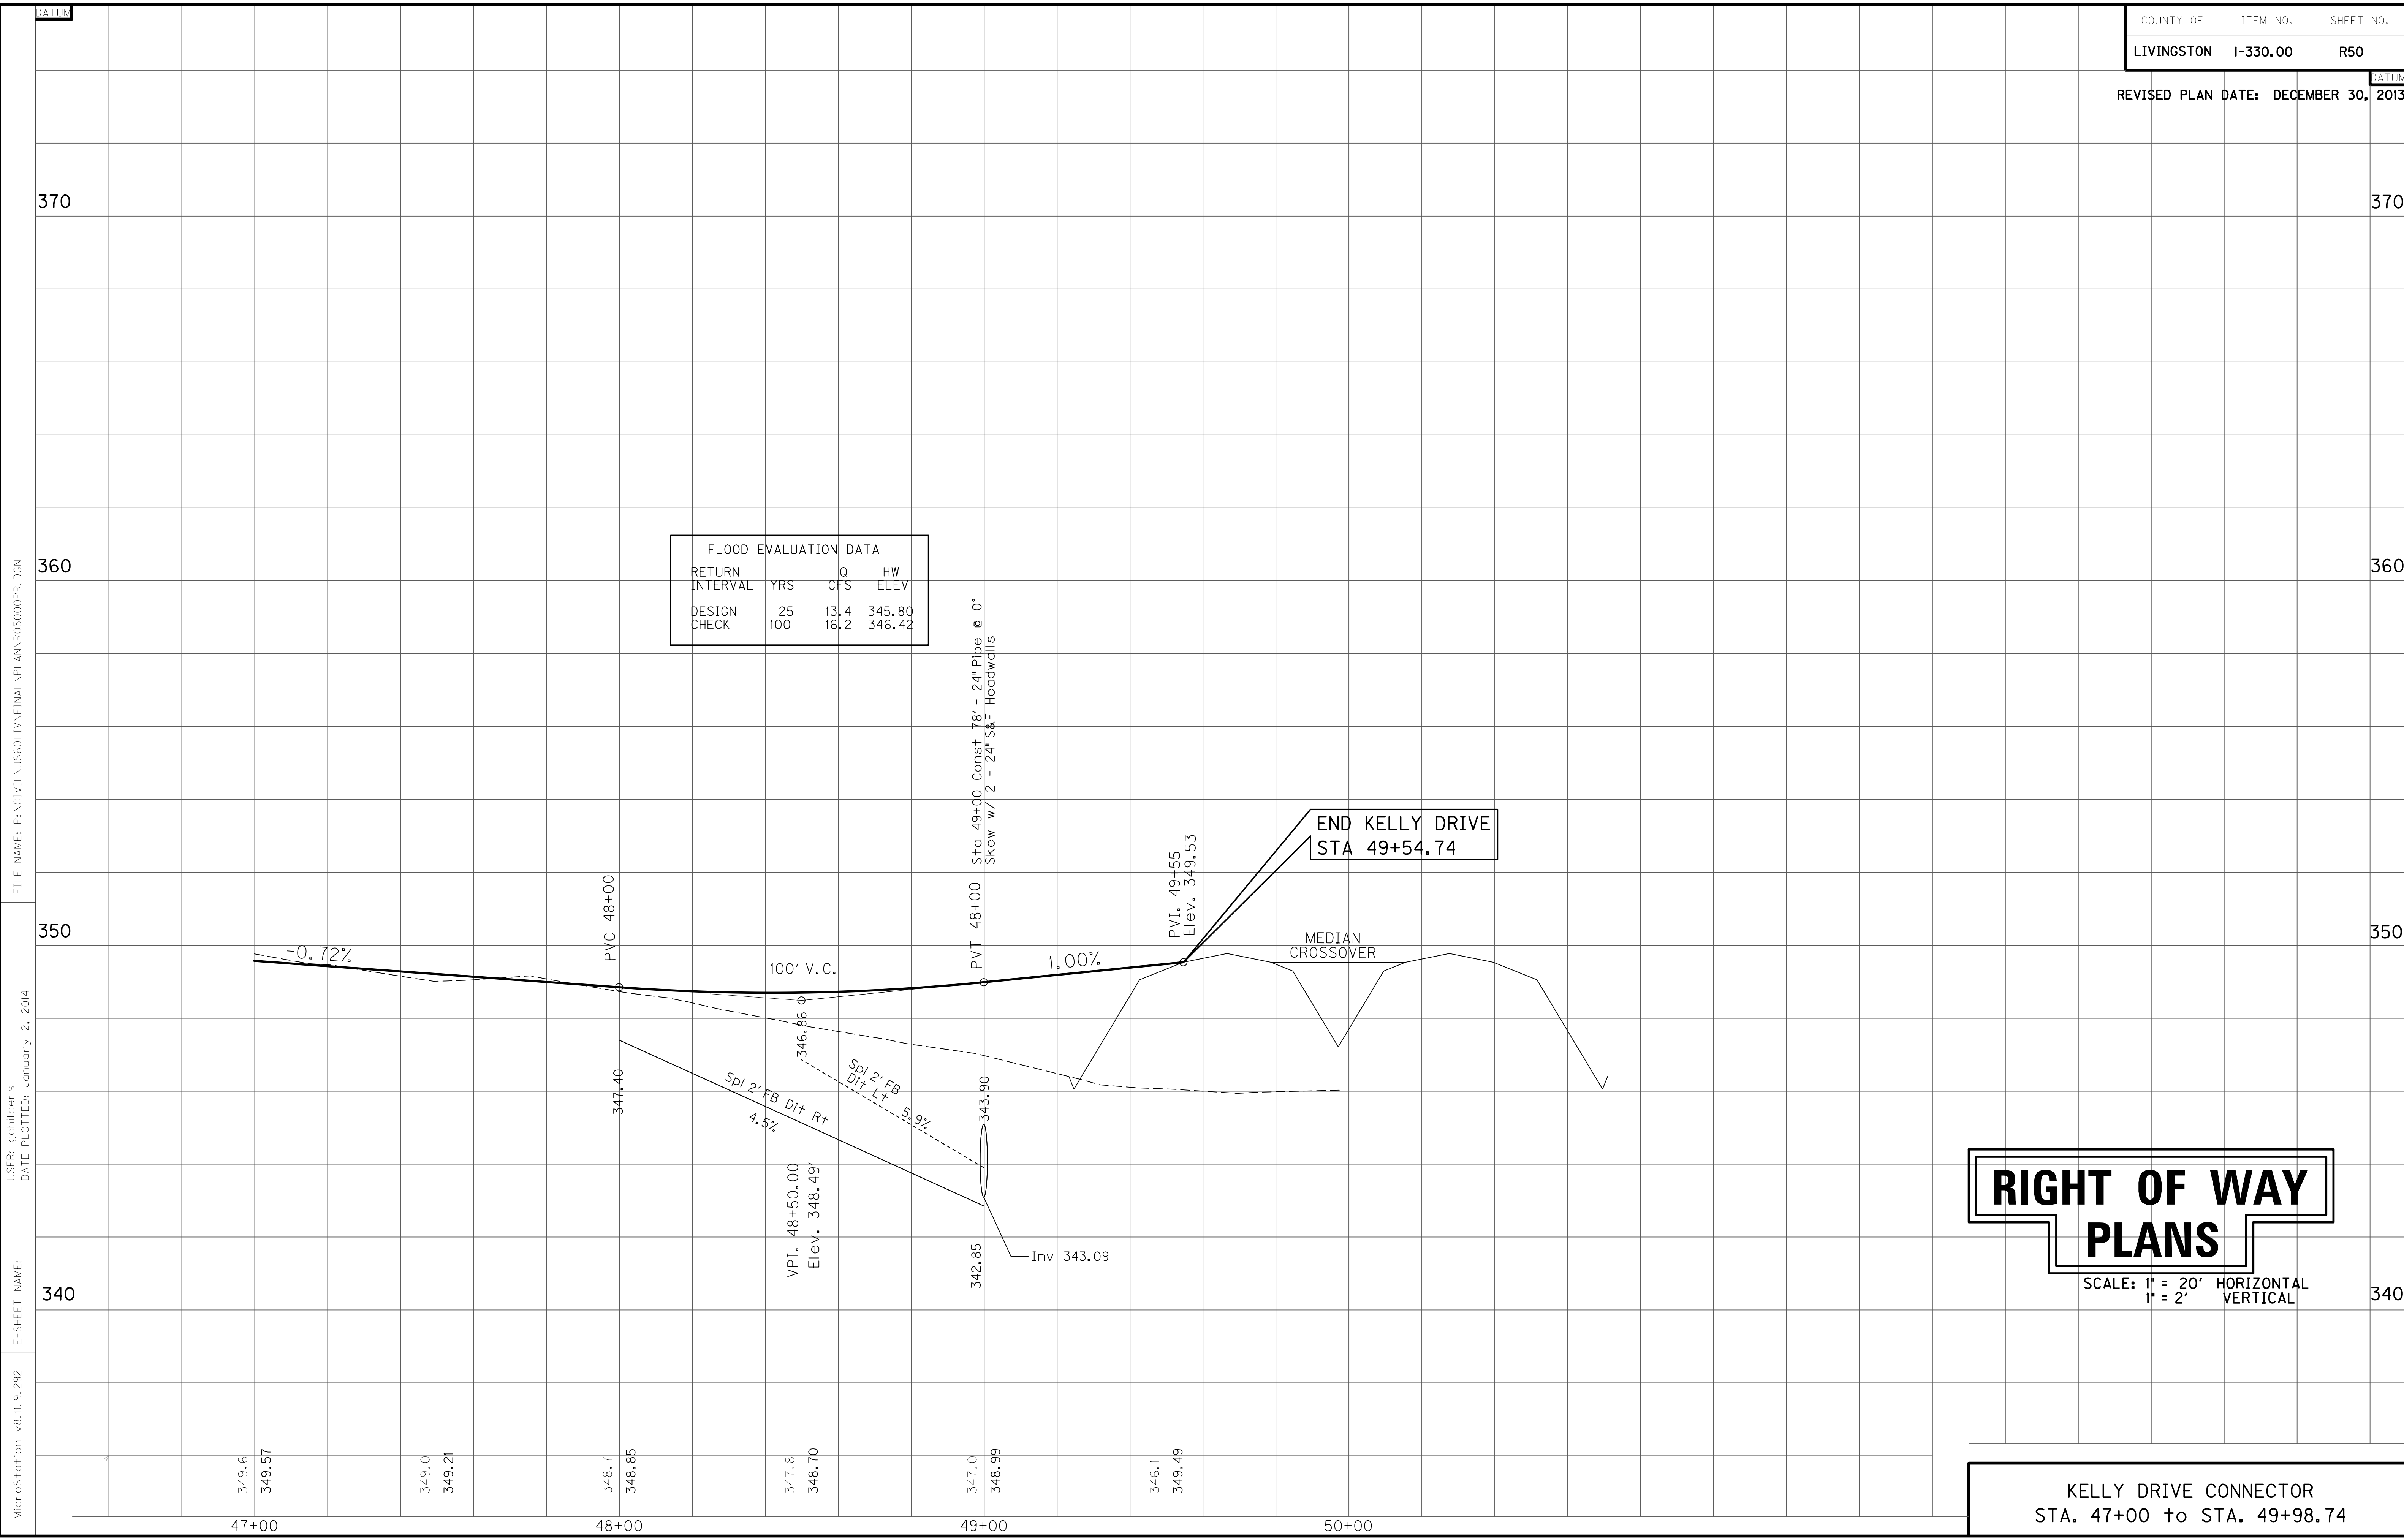 DATUM
COUNTY OF ITEM NO. SHEET NO.
LIVINGSTON 1-330.00 R50
DATUM
REVISED PLAN DATE: DECEMBER 30, 2013
370 370
360 360
350 350
340 340
FILE NAME: P:\CIVIL\US60LIV\FINAL\PLAN\R05000PR.DGN
USER: gchilders
DATE PLOTTED: January 2, 2014
E-SHEET NAME:
MicroStation v8.11.9.292
FLOOD EVALUATION DATA
RETURN Q HW
INTERVAL YRS CFS ELEV
DESIGN 25 13.4 345.80
CHECK 100 16.2 346.42
Sta 49+00 Const 78' - 24" Pipe @ 0°
Skew w/ 2 - 24" S&F Headwalls
END KELLY DRIVE
STA 49+54.74
PVI. 49+55
Elev. 349.53
PVC 48+00
PVT 48+00
-0.72%
100' V.C.
1.00%
MEDIAN
CROSSOVER
346.86
Spl 2' FB
Dit Lt 5.9%
Spl 2' FB Dit Rt
4.5%
347.40
343.90
VPI. 48+50.00
Elev. 348.49'
342.85
Inv 343.09
RIGHT OF WAY
PLANS
SCALE: 1" = 20' HORIZONTAL
1" = 2' VERTICAL
349.6 349.57
349.0 349.21
348.7 348.85
347.8 348.70
347.0 348.99
346.1 349.49
47+00 48+00 49+00 50+00
KELLY DRIVE CONNECTOR
STA. 47+00 to STA. 49+98.74